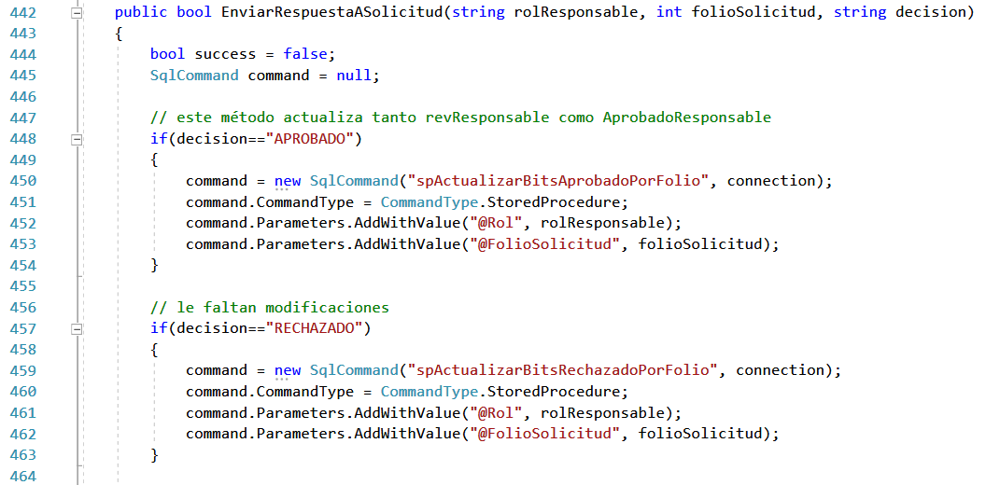 442 public bool EnviarRespuestaASolicitud(string rolResponsable, int folioSolicitud, string decision)
443 {
444 bool success = false;
445 SqlCommand command = null;
446
447 // este método actualiza tanto revResponsable como AprobadoResponsable
448 if(decision=="APROBADO")
449 {
450 command = new SqlCommand("spActualizarBitsAprobadoPorFolio", connection);
451 command.CommandType = CommandType.StoredProcedure;
452 command.Parameters.AddWithValue("@Rol", rolResponsable);
453 command.Parameters.AddWithValue("@FolioSolicitud", folioSolicitud);
454 }
455
456 // le faltan modificaciones
457 if(decision=="RECHAZADO")
458 {
459 command = new SqlCommand("spActualizarBitsRechazadoPorFolio", connection);
460 command.CommandType = CommandType.StoredProcedure;
461 command.Parameters.AddWithValue("@Rol", rolResponsable);
462 command.Parameters.AddWithValue("@FolioSolicitud", folioSolicitud);
463 }
464